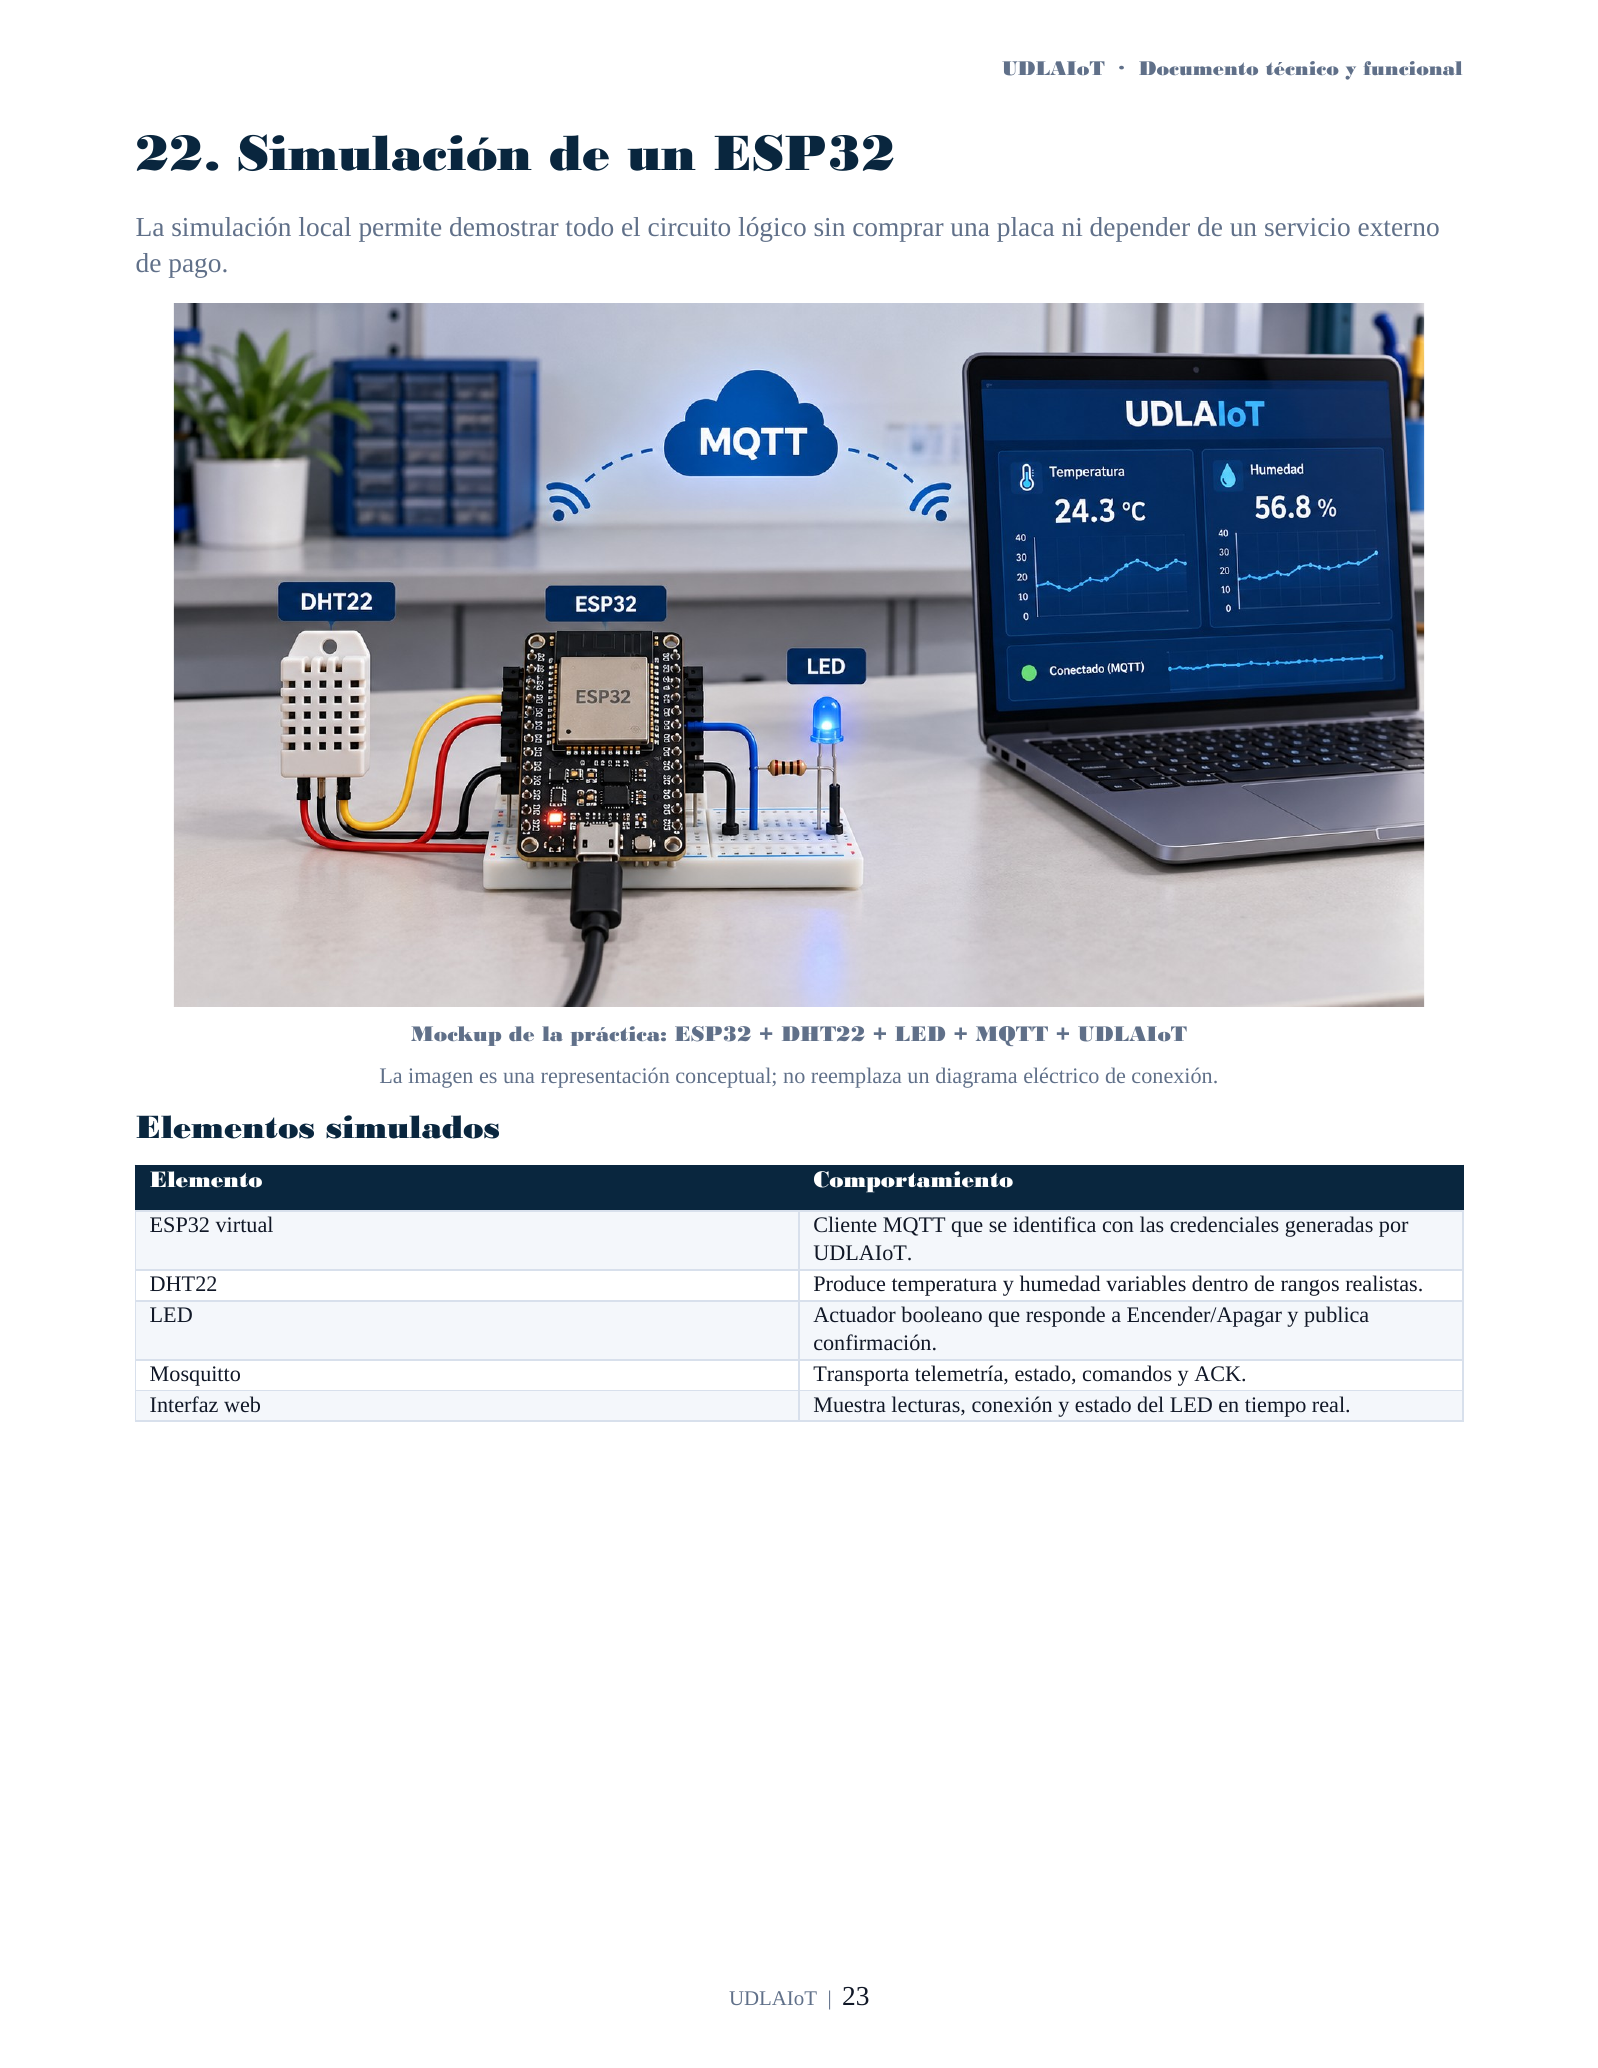 UDLAIoT · Documento técnico y funcional
22. Simulación de un ESP32
La simulación local permite demostrar todo el circuito lógico sin comprar una placa ni depender de un servicio externo
de pago.
MQTT
UDLAIoT
Temperatura
24.3 °C
40
30
20
10
0
Humedad
56.8 %
40
30
20
10
0
Conectado (MQTT)
DHT22
ESP32
LED
ESP32
Mockup de la práctica: ESP32 + DHT22 + LED + MQTT + UDLAIoT
La imagen es una representación conceptual; no reemplaza un diagrama eléctrico de conexión.
Elementos simulados
Elemento Comportamiento
ESP32 virtual Cliente MQTT que se identifica con las credenciales generadas por
UDLAIoT.
DHT22 Produce temperatura y humedad variables dentro de rangos realistas.
LED Actuador booleano que responde a Encender/Apagar y publica
confirmación.
Mosquitto Transporta telemetría, estado, comandos y ACK.
Interfaz web Muestra lecturas, conexión y estado del LED en tiempo real.
UDLAIoT | 23